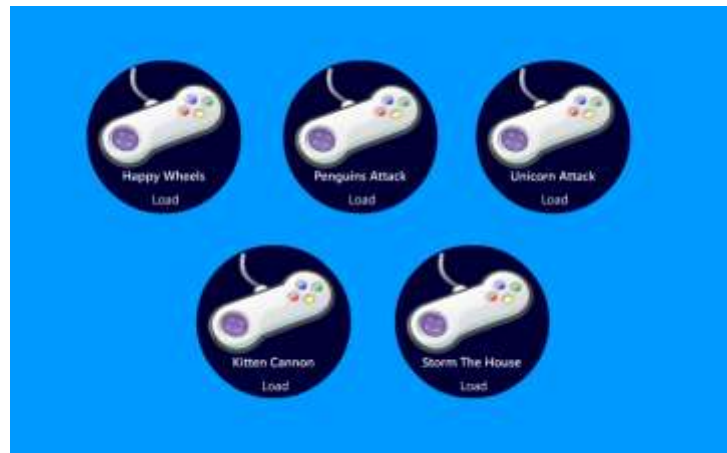 Happy Wheels
Load
Penguins Attack
Load
Unicorn Attack
Load
Kitten Cannon
Load
Storm The House
Load